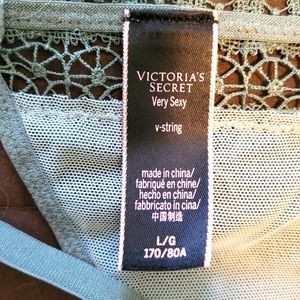 VICTORIA'S
SECRET
Very Sexy
v-string
made in china/
fabriqué en chine/
hecho en china/
fabbricato in cina/
中国制造
L/G
170/80A